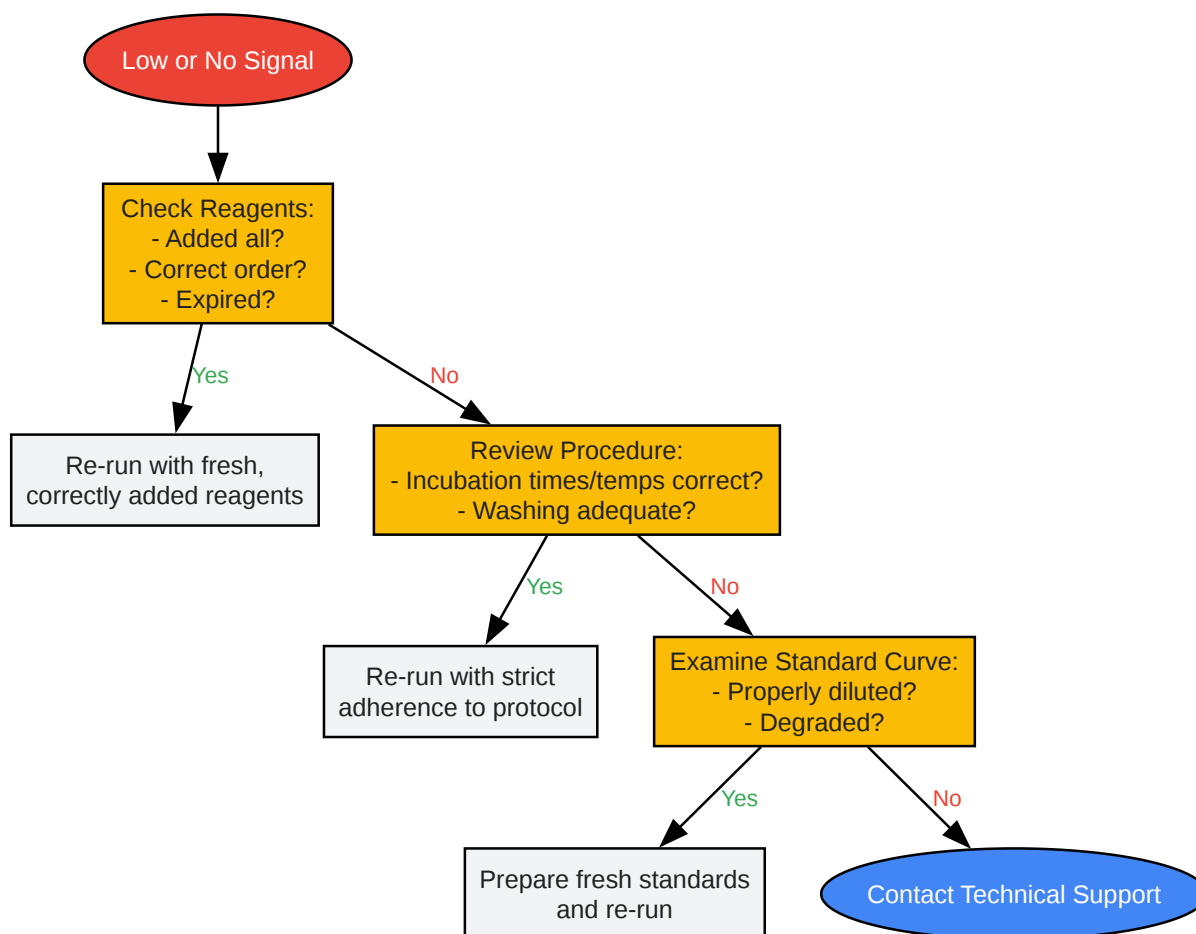 Low or No Signal
Check Reagents:
- Added all?
- Correct order?
- Expired?
Yes
No
Re-run with fresh,
correctly added reagents
Review Procedure:
- Incubation times/temps correct?
- Washing adequate?
Yes
No
Re-run with strict
adherence to protocol
Examine Standard Curve:
- Properly diluted?
- Degraded?
Yes
No
Prepare fresh standards
and re-run
Contact Technical Support